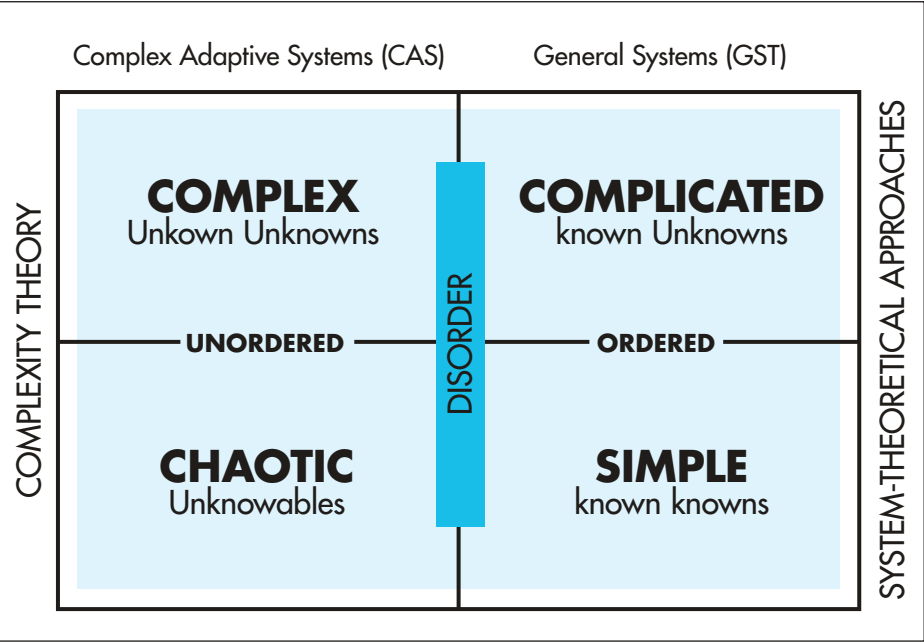 Complex Adaptive Systems (CAS)
General Systems (GST)
COMPLEXITY THEORY
COMPLEX
Unkown Unknowns
COMPLICATED
known Unknowns
DISORDER
UNORDERED
ORDERED
CHAOTIC
Unknowables
SIMPLE
known knowns
SYSTEM-THEORETICAL APPROACHES